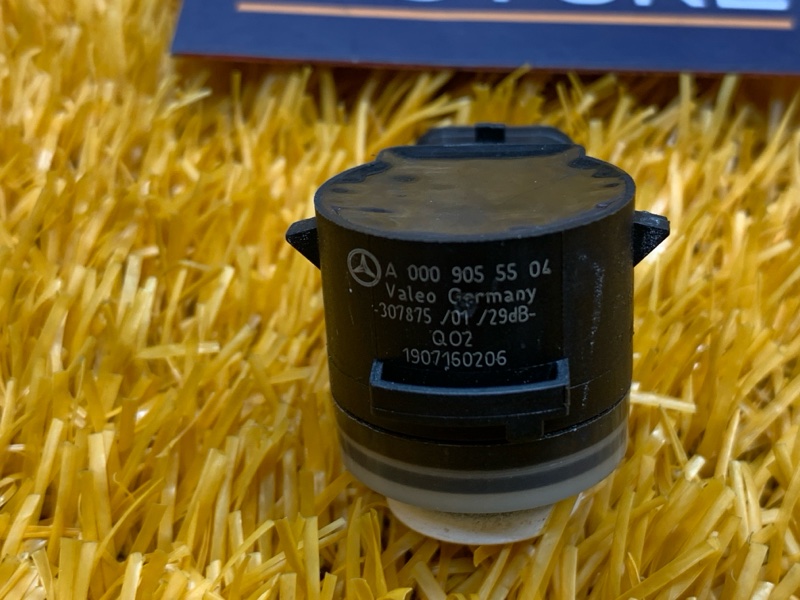 A 000 905 55 04
Valeo Germany
-307875 /01 /29dB-
Q02
1907160206